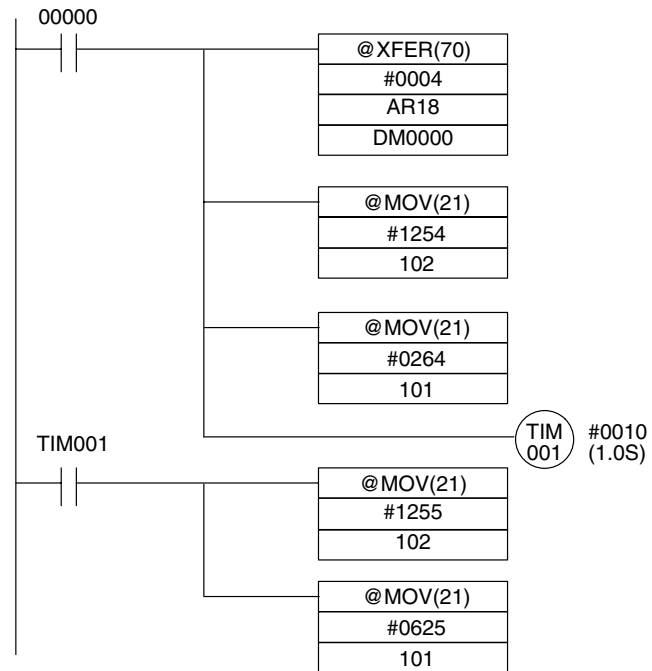 00000
@XFER(70)
#0004
AR18
DM0000
@MOV(21)
#1254
102
@MOV(21)
#0264
101
TIM
001
#0010
(1.0S)
TIM001
@MOV(21)
#1255
102
@MOV(21)
#0625
101